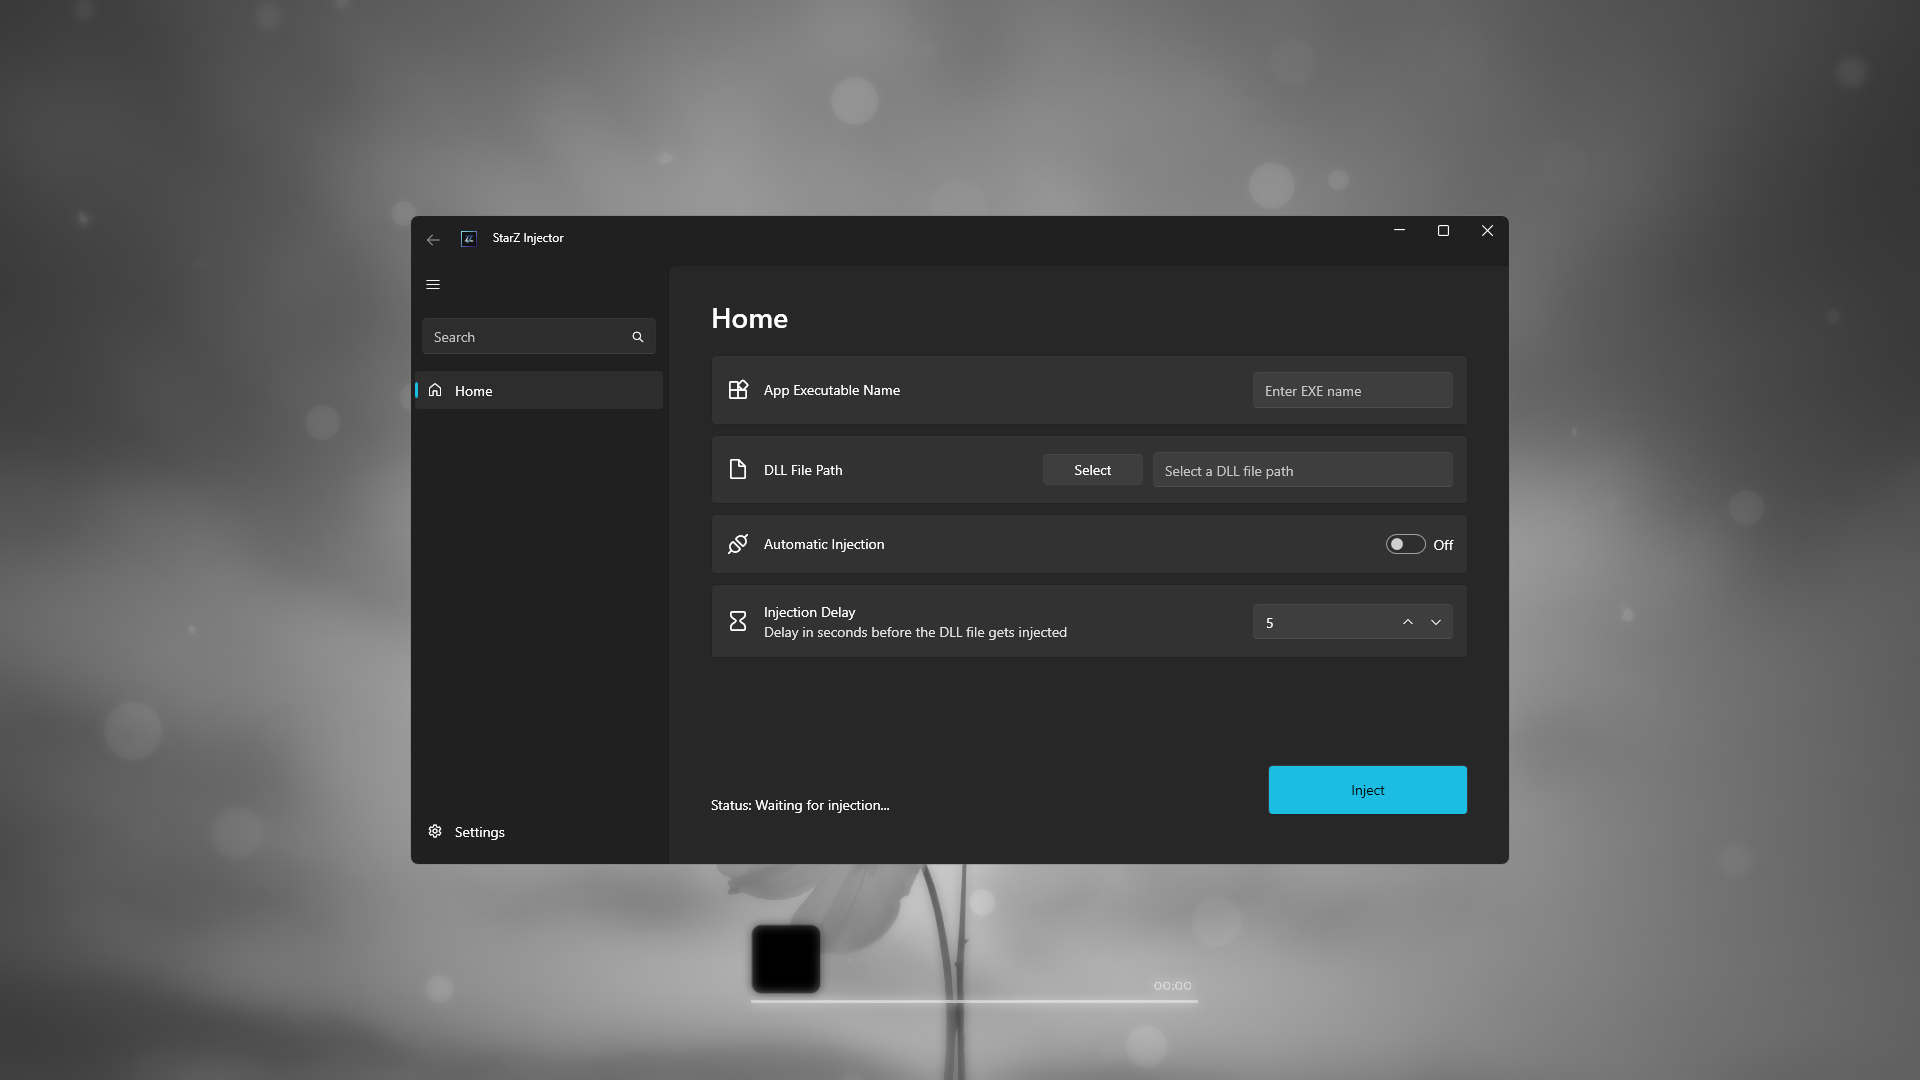 StarZ Injector
Search
Home
Settings
Home
App Executable Name
Enter EXE name
DLL File Path
Select
Select a DLL file path
Automatic Injection
Off
Injection Delay
Delay in seconds before the DLL file gets injected
5
Status: Waiting for injection...
Inject
00:00